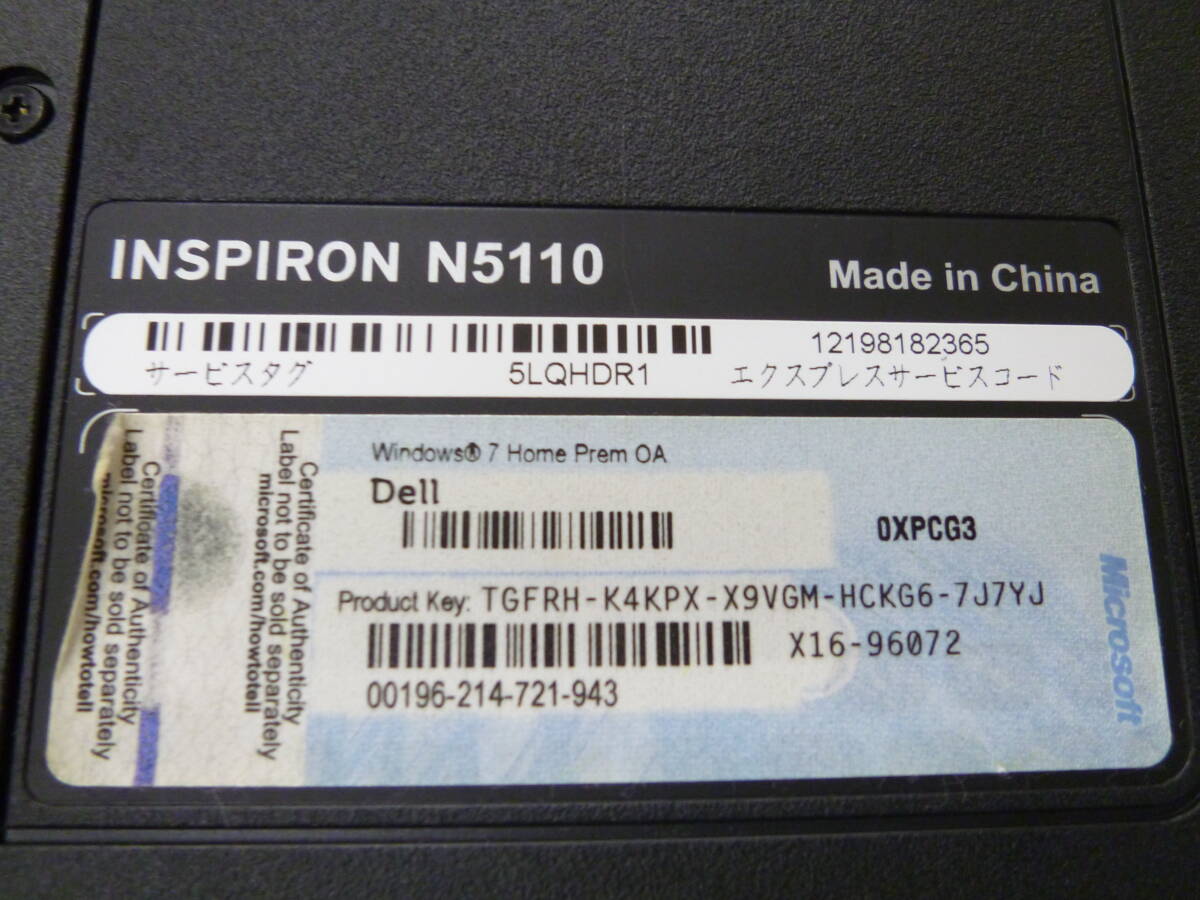 INSPIRON N5110
Made in China
12198182365
サービスタグ
5LQHDR1
エクスプレスサービスコード
Windows® 7 Home Prem OA
Dell
0XPCG3
Product Key: TGFRH-K4KPX-X9VGM-HCKG6-7J7YJ
X16-96072
00196-214-721-943
Certificate of Authenticity
Label not to be sold separately
microsoft.com/howtotell
Certificate of Authenticity
Label not to be sold separately
microsoft.com/howtotell
Microsoft